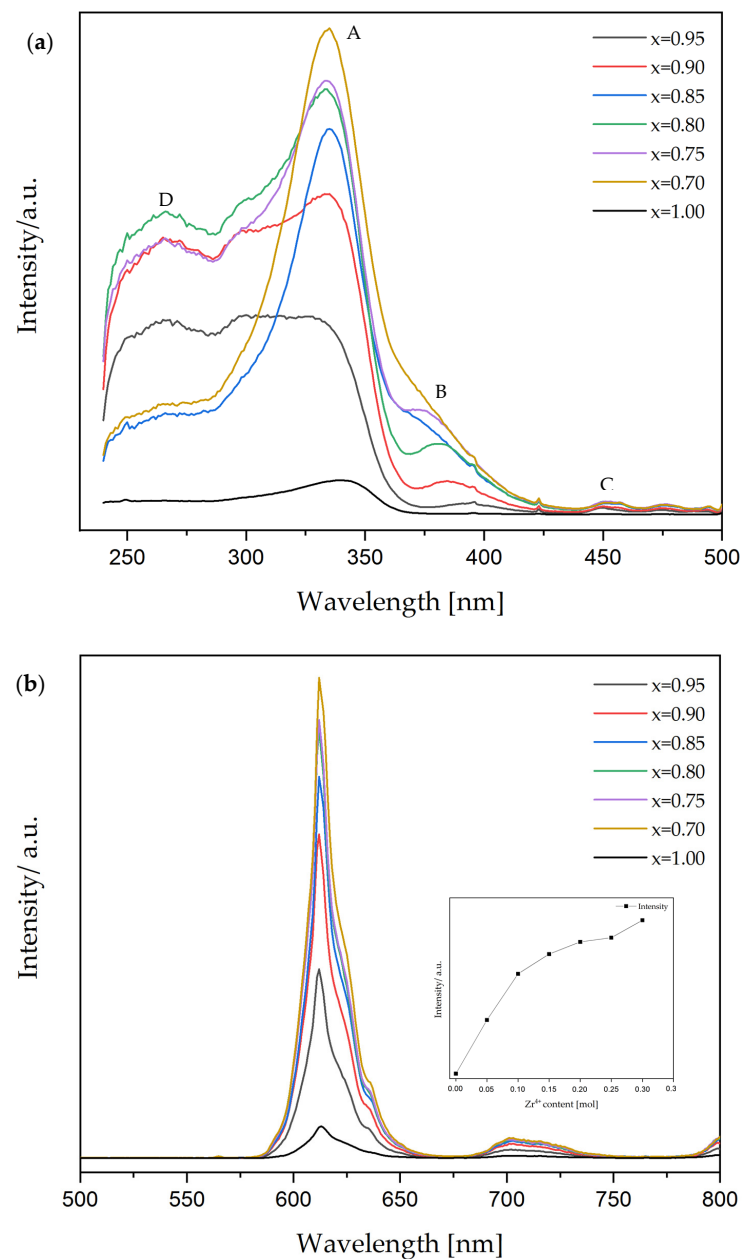 (a)
A
x=0.95
x=0.90
x=0.85
x=0.80
x=0.75
x=0.70
x=1.00
D
B
C
Intensity/a.u.
250 300 350 400 450 500
Wavelength [nm]
(b)
x=0.95
x=0.90
x=0.85
x=0.80
x=0.75
x=0.70
x=1.00
Intensity/ a.u.
Intensity
Intensity/ a.u.
0.00 0.05 0.10 0.15 0.20 0.25 0.30 0.3
Zr⁴⁺ content [mol]
500 550 600 650 700 750 800
Wavelength [nm]